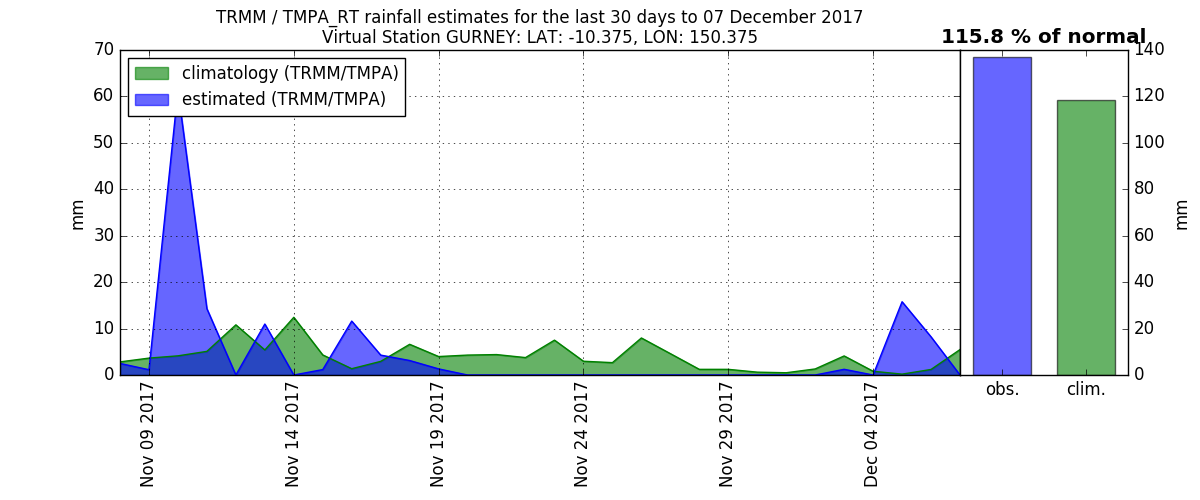 TRMM / TMPA_RT rainfall estimates for the last 30 days to 07 December 2017
Virtual Station GURNEY: LAT: -10.375, LON: 150.375
115.8 % of normal
climatology (TRMM/TMPA)
estimated (TRMM/TMPA)
70
60
50
40
30
20
10
0
mm
Nov 09 2017
Nov 14 2017
Nov 19 2017
Nov 24 2017
Nov 29 2017
Dec 04 2017
140
120
100
80
60
40
20
0
mm
obs.
clim.